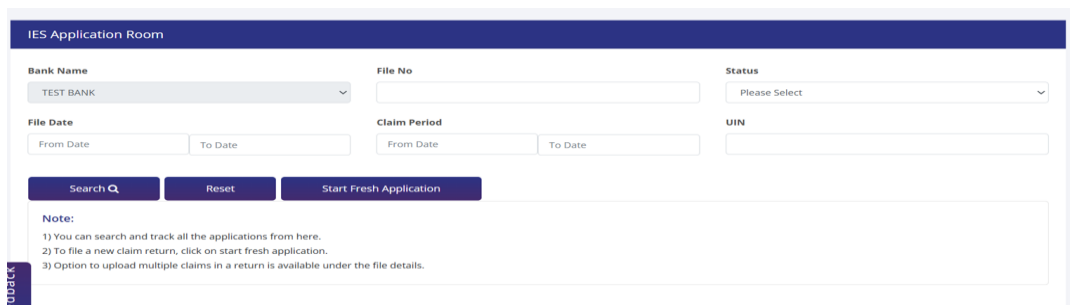 IES Application Room
Bank Name File No Status
TEST BANK Please Select
File Date Claim Period UIN
From Date To Date From Date To Date
Search Reset Start Fresh Application
Note:
1) You can search and track all the applications from here.
2) To file a new claim return, click on start fresh application.
3) Option to upload multiple claims in a return is available under the file details.